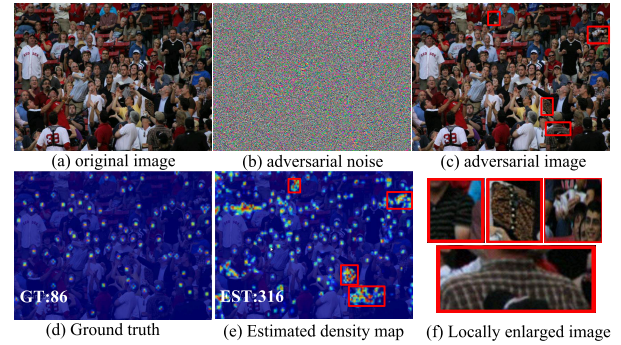 (a) original image
(b) adversarial noise
(c) adversarial image
GT:86
EST:316
(d) Ground truth
(e) Estimated density map
(f) Locally enlarged image